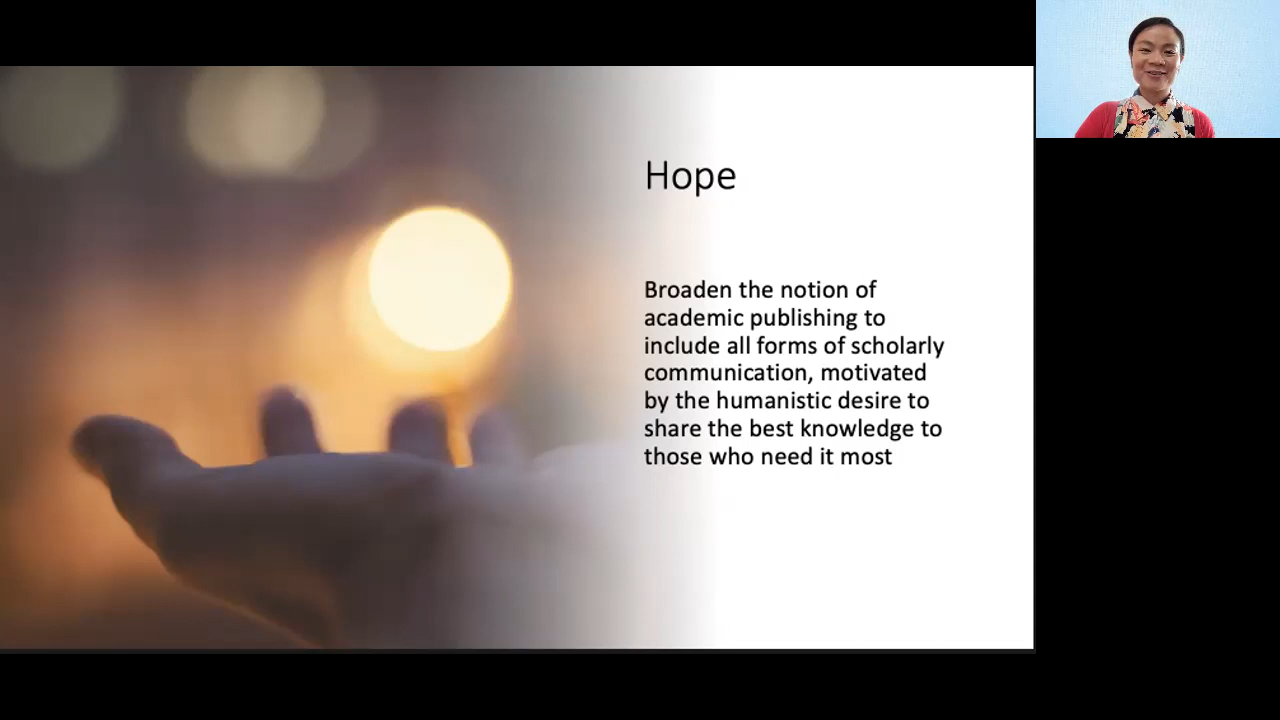 Hope
Broaden the notion of
academic publishing to
include all forms of scholarly
communication, motivated
by the humanistic desire to
share the best knowledge to
those who need it most